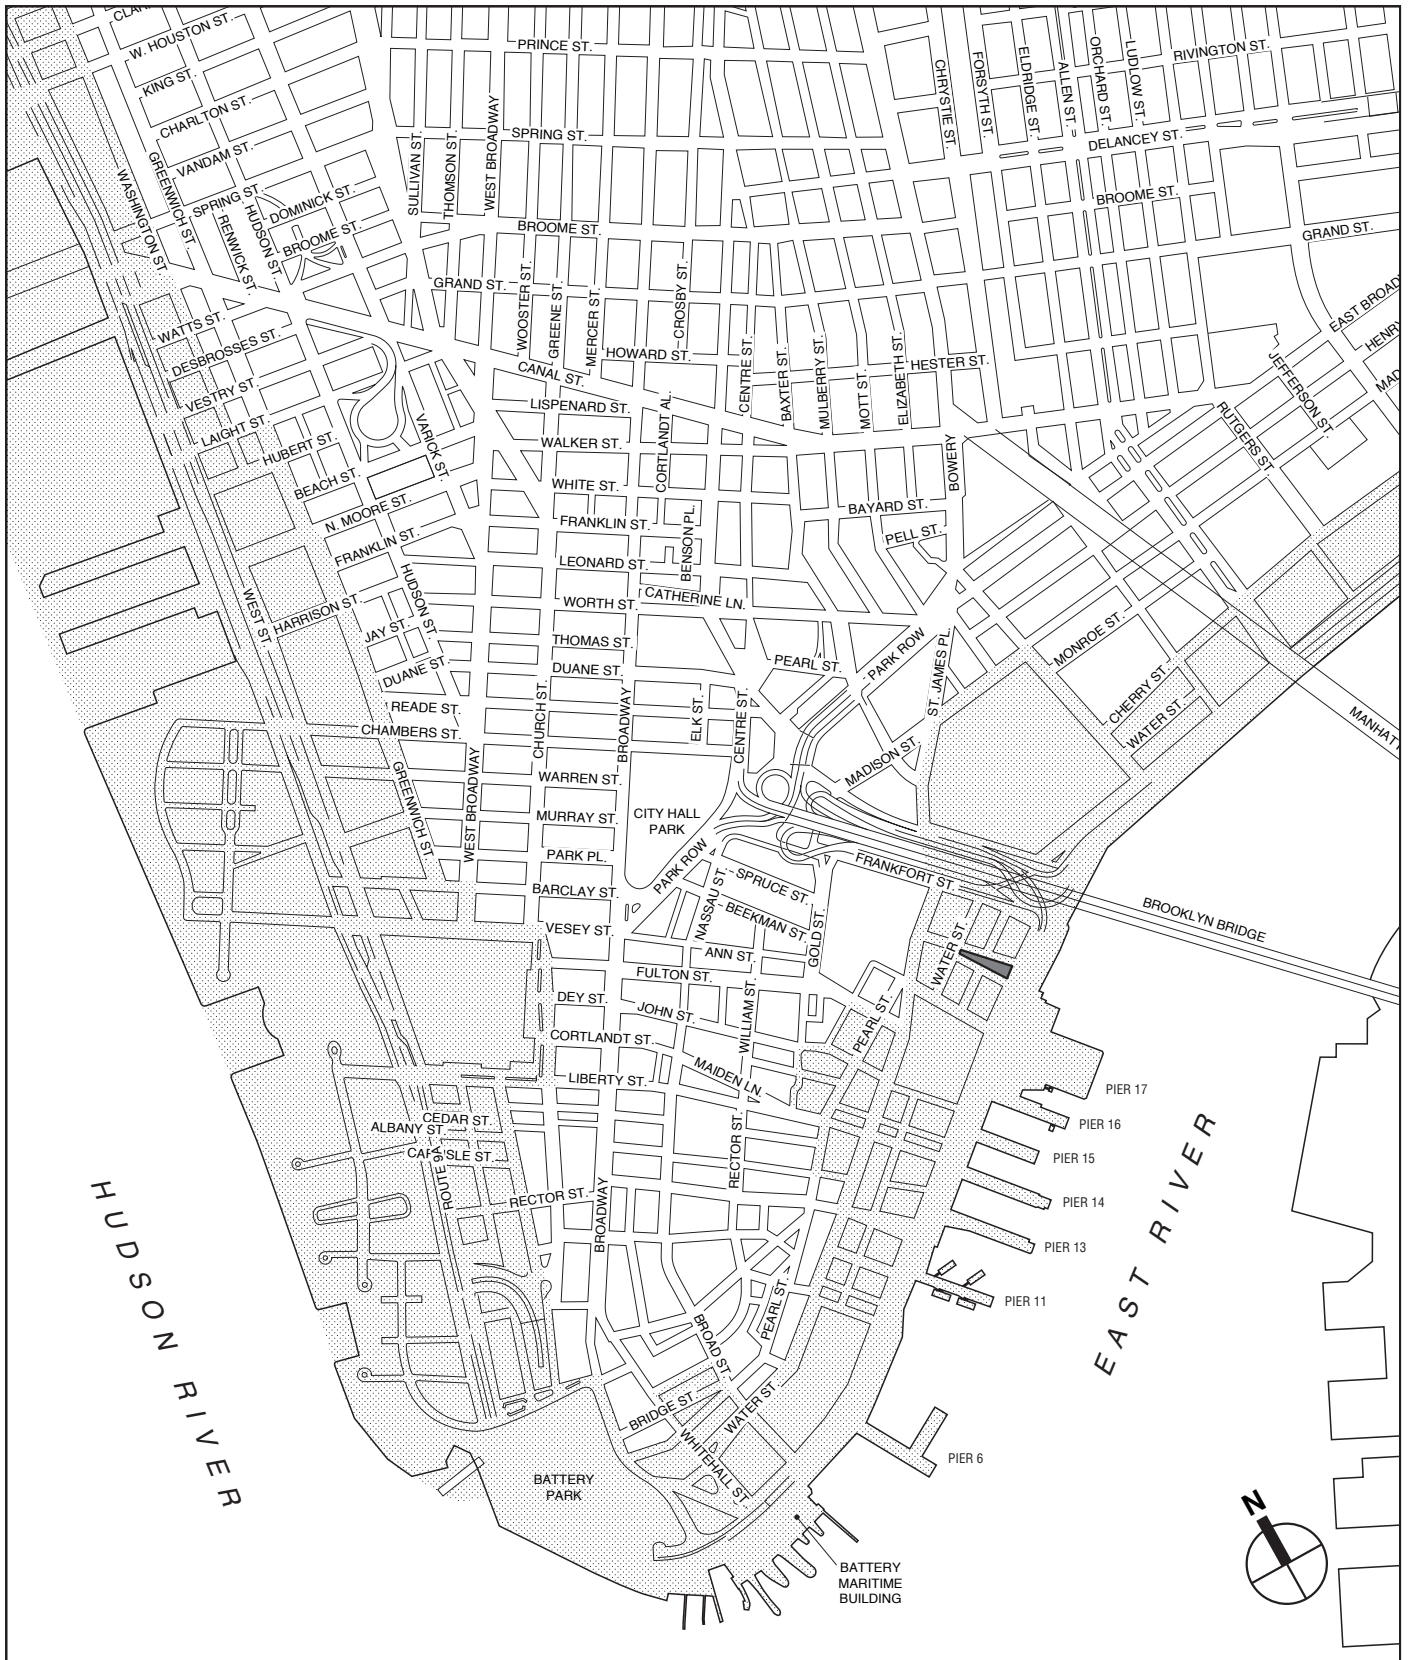 CLAR
W. HOUSTON ST.
KING ST.
CHARLTON ST.
VANDAM ST.
SPRING ST.
DOMINICK ST.
BROOME ST.
GREENWICH ST.
WASHINGTON ST.
RENWICK ST.
HUDSON ST.
WATTS ST.
DESBROSSES ST.
VESTRY ST.
LAIGHT ST.
HUBERT ST.
BEACH ST.
N. MOORE ST.
FRANKLIN ST.
VARICK ST.
SULLIVAN ST.
THOMSON ST.
WEST BROADWAY
PRINCE ST.
SPRING ST.
BROOME ST.
GRAND ST.
WOOSTER ST.
GREENE ST.
MERCER ST.
CROSBY ST.
HOWARD ST.
CANAL ST.
LISPENARD ST.
WALKER ST.
WHITE ST.
FRANKLIN ST.
LEONARD ST.
CORTLANDT AL.
BENSON PL.
CATHERINE LN.
WORTH ST.
THOMAS ST.
DUANE ST.
CENTRE ST.
BAXTER ST.
MULBERRY ST.
MOTT ST.
ELIZABETH ST.
HESTER ST.
BOWERY
BAYARD ST.
PELL ST.
CHRYSTIE ST.
FORSYTH ST.
ELDRIDGE ST.
ALLEN ST.
ORCHARD ST.
LUDLOW ST.
RIVINGTON ST.
DELANCEY ST.
BROOME ST.
GRAND ST.
EAST BROAD
HENRY
MAD
JEFFERSON ST.
RUTGERS ST.
MONROE ST.
CHERRY ST.
WATER ST.
MANHAT
WEST ST.
HARRISON ST.
JAY ST.
HUDSON ST.
DUANE ST.
READE ST.
CHAMBERS ST.
GREENWICH ST.
WEST BROADWAY
CHURCH ST.
BROADWAY
ELK ST.
CENTRE ST.
PEARL ST.
PARK ROW
ST. JAMES PL.
MADISON ST.
WARREN ST.
MURRAY ST.
PARK PL.
BARCLAY ST.
VESEY ST.
CITY HALL
PARK
PARK ROW
NASSAU ST.
SPRUCE ST.
BEEKMAN ST.
FRANKFORT ST.
GOLD ST.
WATER ST.
BROOKLYN BRIDGE
ANN ST.
FULTON ST.
DEY ST.
JOHN ST.
WILLIAM ST.
PEARL ST.
CORTLANDT ST.
LIBERTY ST.
MAIDEN LN.
CEDAR ST.
ALBANY ST.
CARLISLE ST.
ROUTE 9A
RECTOR ST.
BROADWAY
RECTOR ST.
BROAD ST.
PEARL ST.
BRIDGE ST.
WATER ST.
WHITEHALL ST.
BATTERY
PARK
BATTERY
MARITIME
BUILDING
PIER 17
PIER 16
PIER 15
PIER 14
PIER 13
PIER 11
PIER 6
HUDSON RIVER
EAST RIVER
N